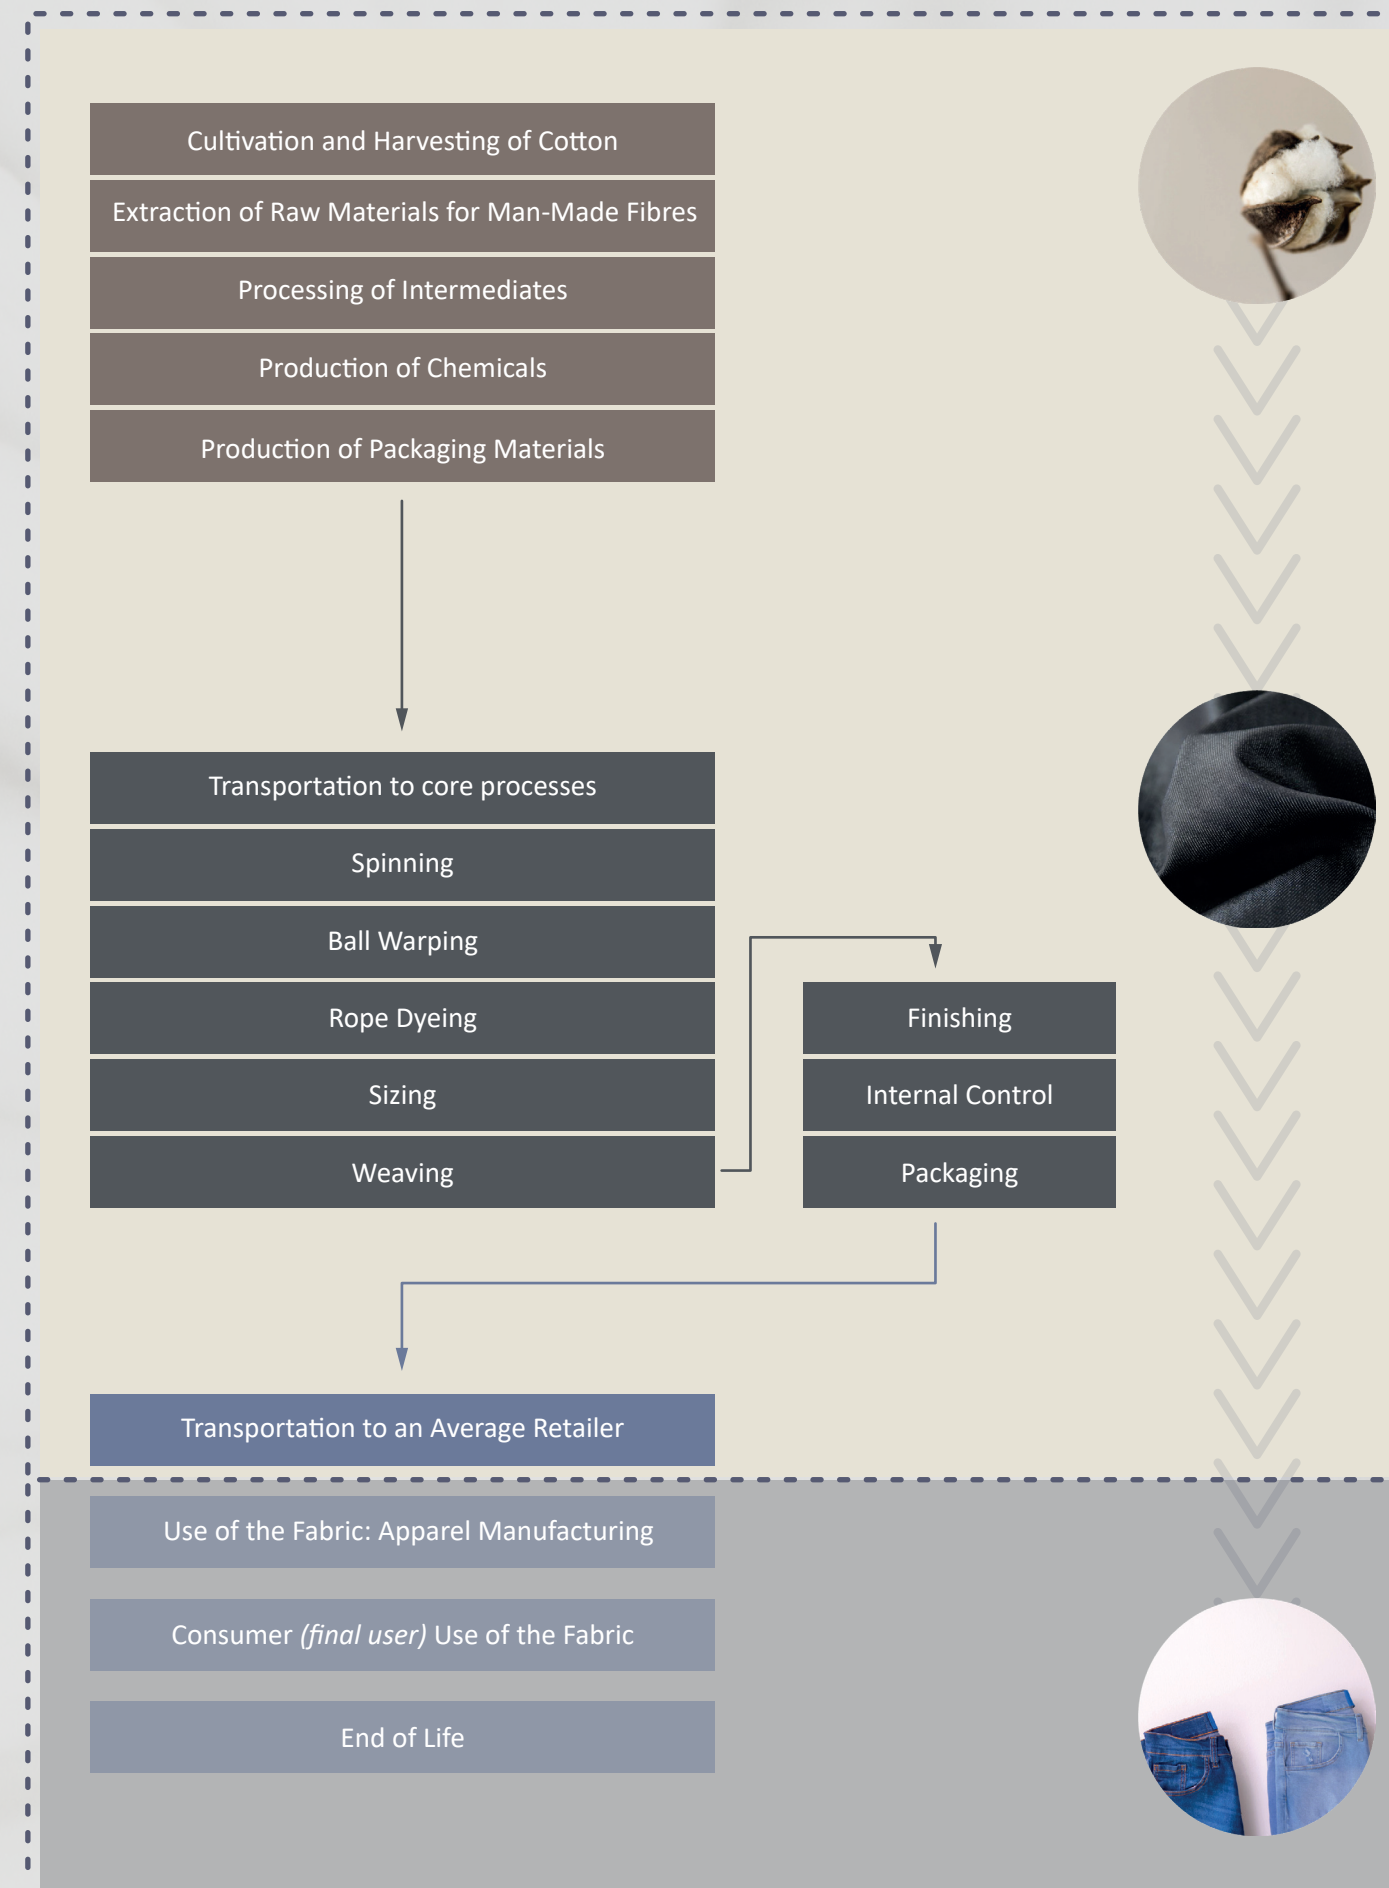 Cultivation and Harvesting of Cotton
Extraction of Raw Materials for Man-Made Fibres
Processing of Intermediates
Production of Chemicals
Production of Packaging Materials
Transportation to core processes
Spinning
Ball Warping
Rope Dyeing
Sizing
Weaving
Finishing
Internal Control
Packaging
Transportation to an Average Retailer
Use of the Fabric: Apparel Manufacturing
Consumer (final user) Use of the Fabric
End of Life